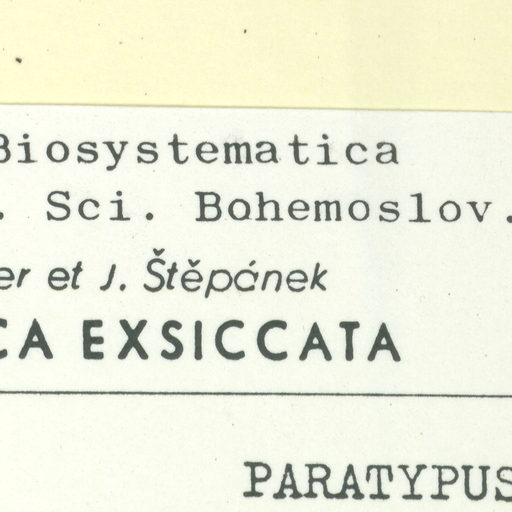 Biosystematica
. Sci. Bohemoslov.
er et J. Štěpánek
CA EXSICCATA
PARATYPUS